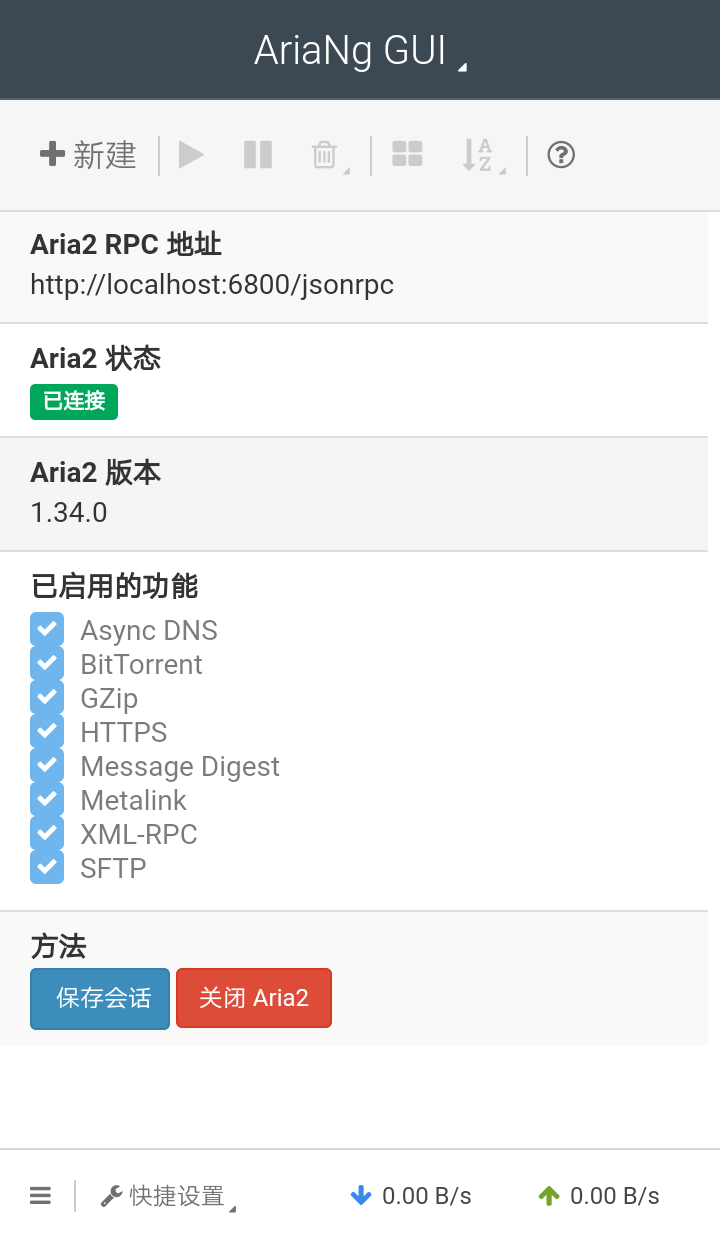 AriaNg GUI
新建
Aria2 RPC 地址
http://localhost:6800/jsonrpc
Aria2 状态
已连接
Aria2 版本
1.34.0
已启用的功能
Async DNS
BitTorrent
GZip
HTTPS
Message Digest
Metalink
XML-RPC
SFTP
方法
保存会话 关闭 Aria2
快捷设置 0.00 B/s 0.00 B/s